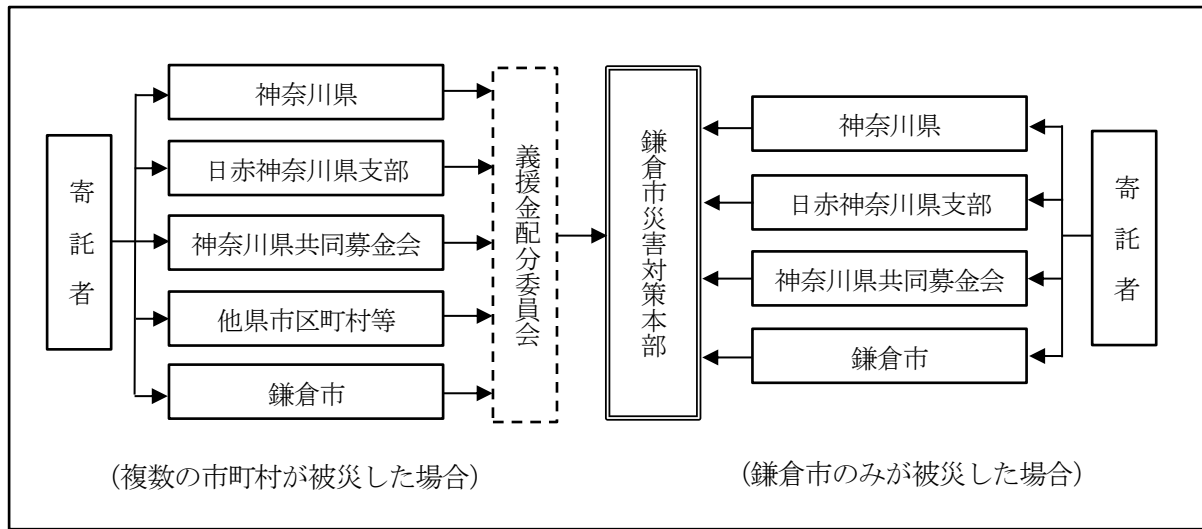 寄託者
神奈川県
日赤神奈川県支部
神奈川県共同募金会
他県市区町村等
鎌倉市
義援金配分委員会
鎌倉市災害対策本部
神奈川県
日赤神奈川県支部
神奈川県共同募金会
鎌倉市
寄託者
(複数の市町村が被災した場合)
(鎌倉市のみが被災した場合)